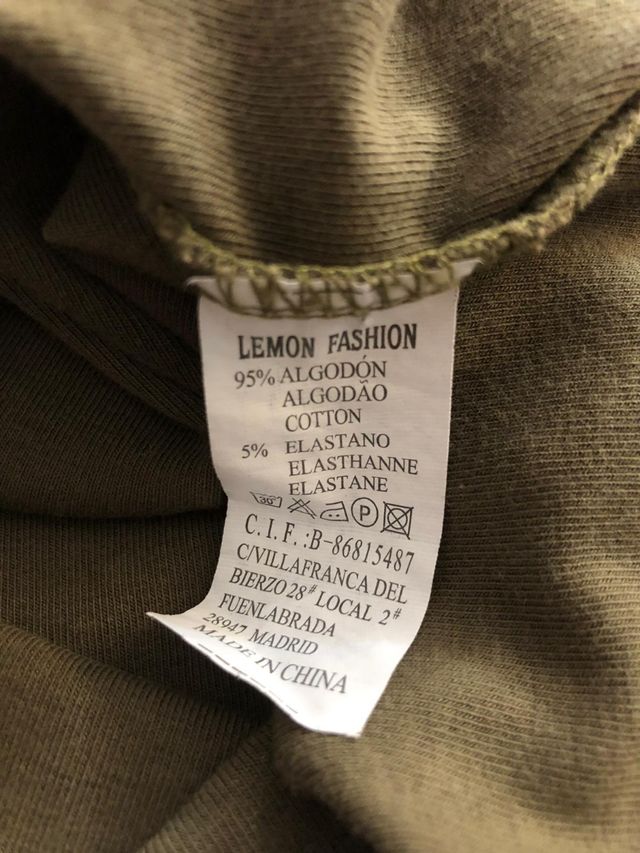 LEMON FASHION
95% ALGODÓN
ALGODÃO
COTTON
5% ELASTANO
ELASTHANNE
ELASTANE
30° P
C.I.F.:B-86815487
C/VILLAFRANCA DEL
BIERZO 28# LOCAL 2#
FUENLABRADA
28947 MADRID
MADE IN CHINA